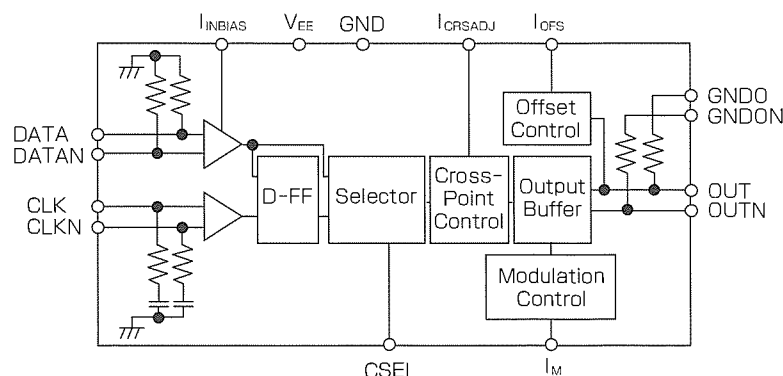 I_INBIAS
V_EE
GND
I_CRSADJ
I_OFS
DATA
DATAN
CLK
CLKN
D-FF
Selector
Cross-
Point
Control
Offset
Control
Output
Buffer
Modulation
Control
GNDO
GNDON
OUT
OUTN
CSEL
I_M